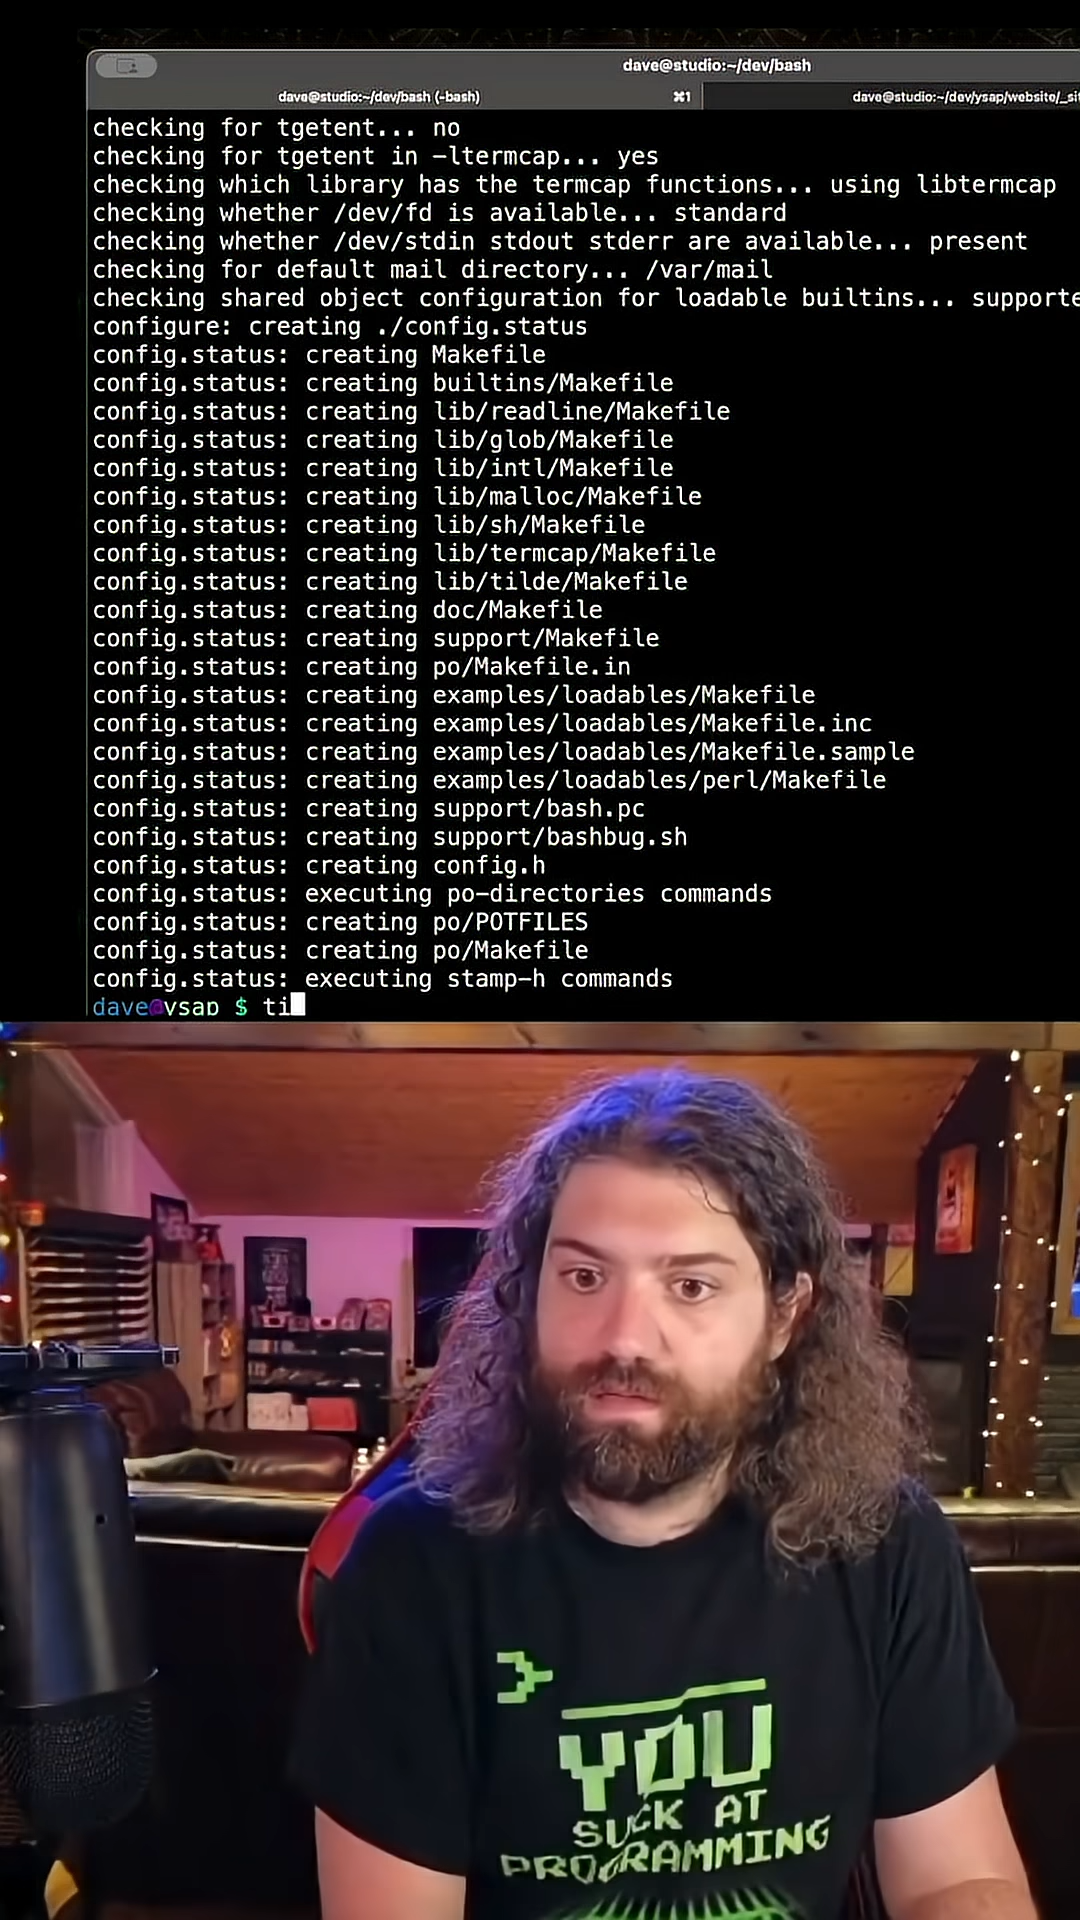 dave@studio:~/dev/bash
dave@studio:~/dev/bash (-bash) ⌘1 dave@studio:~/dev/ysap/website/_si
checking for tgetent... no
checking for tgetent in -ltermcap... yes
checking which library has the termcap functions... using libtermcap
checking whether /dev/fd is available... standard
checking whether /dev/stdin stdout stderr are available... present
checking for default mail directory... /var/mail
checking shared object configuration for loadable builtins... supporte
configure: creating ./config.status
config.status: creating Makefile
config.status: creating builtins/Makefile
config.status: creating lib/readline/Makefile
config.status: creating lib/glob/Makefile
config.status: creating lib/intl/Makefile
config.status: creating lib/malloc/Makefile
config.status: creating lib/sh/Makefile
config.status: creating lib/termcap/Makefile
config.status: creating lib/tilde/Makefile
config.status: creating doc/Makefile
config.status: creating support/Makefile
config.status: creating po/Makefile.in
config.status: creating examples/loadables/Makefile
config.status: creating examples/loadables/Makefile.inc
config.status: creating examples/loadables/Makefile.sample
config.status: creating examples/loadables/perl/Makefile
config.status: creating support/bash.pc
config.status: creating support/bashbug.sh
config.status: creating config.h
config.status: executing po-directories commands
config.status: creating po/POTFILES
config.status: creating po/Makefile
config.status: executing stamp-h commands
dave@ysap $ ti
>_
YOU
SUCK AT
PROGRAMMING